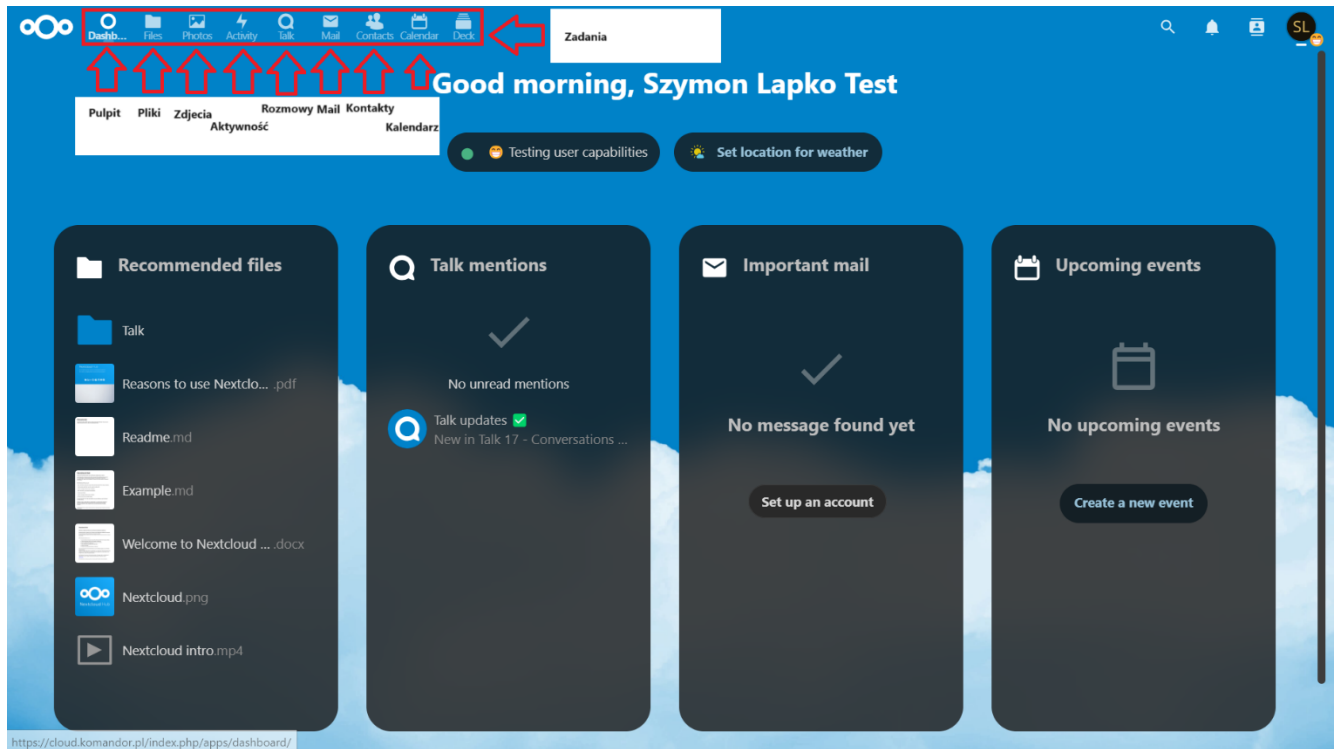 Dashb... Files Photos Activity Talk Mail Contacts Calendar Deck
Zadania
SL
Good morning, Szymon Lapko Test
Pulpit Pliki Zdjecia Aktywność Rozmowy Mail Kontakty Kalendarz
Testing user capabilities
Set location for weather
Recommended files
Talk
Reasons to use Nextclo... .pdf
Readme.md
Example.md
Welcome to Nextcloud ... .docx
Nextcloud.png
Nextcloud intro.mp4
Talk mentions
No unread mentions
Talk updates ✅
New in Talk 17 - Conversations ...
Important mail
No message found yet
Set up an account
Upcoming events
No upcoming events
Create a new event
https://cloud.komandor.pl/index.php/apps/dashboard/